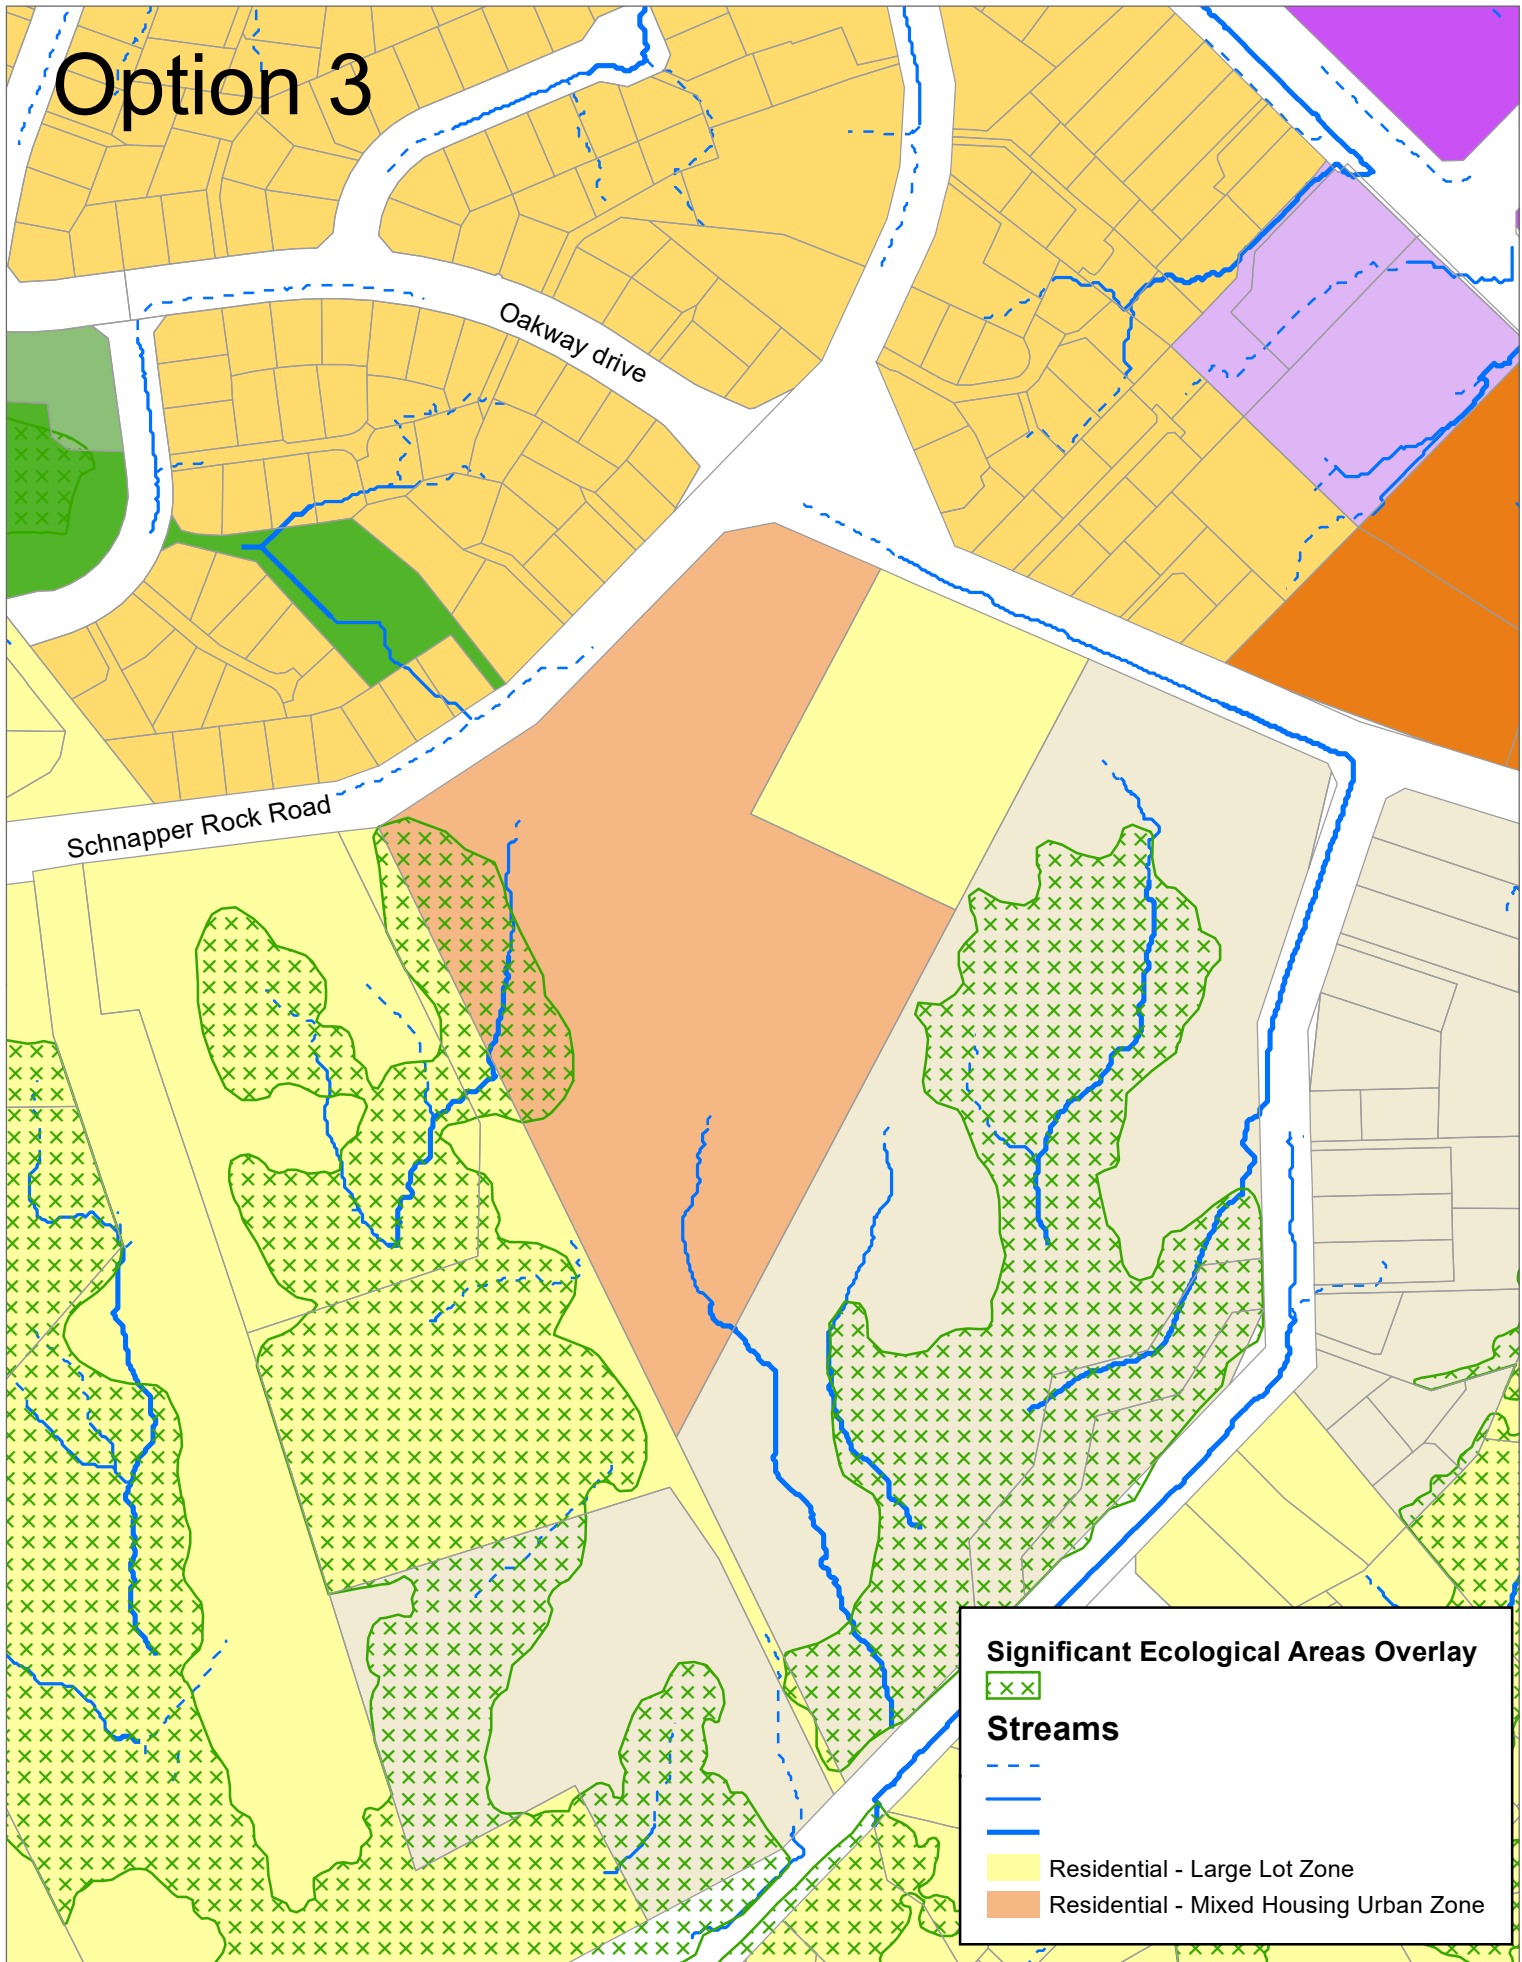 Option 3
Oakway drive
Schnapper Rock Road
Significant Ecological Areas Overlay
Streams
Residential - Large Lot Zone
Residential - Mixed Housing Urban Zone